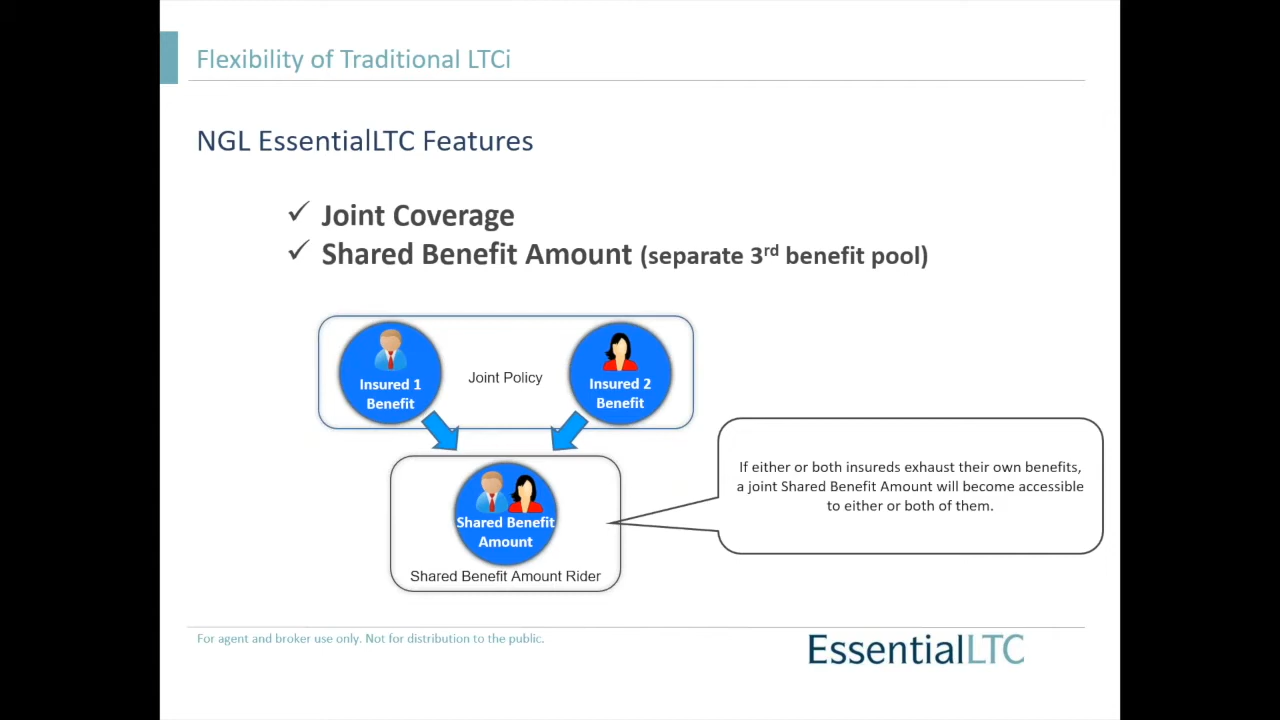 Flexibility of Traditional LTCi
NGL EssentialLTC Features
✓ Joint Coverage
✓ Shared Benefit Amount (separate 3rd benefit pool)
Insured 1
Benefit
Joint Policy
Insured 2
Benefit
If either or both insureds exhaust their own benefits,
a joint Shared Benefit Amount will become accessible
to either or both of them.
Shared Benefit
Amount
Shared Benefit Amount Rider
For agent and broker use only. Not for distribution to the public.
EssentialLTC